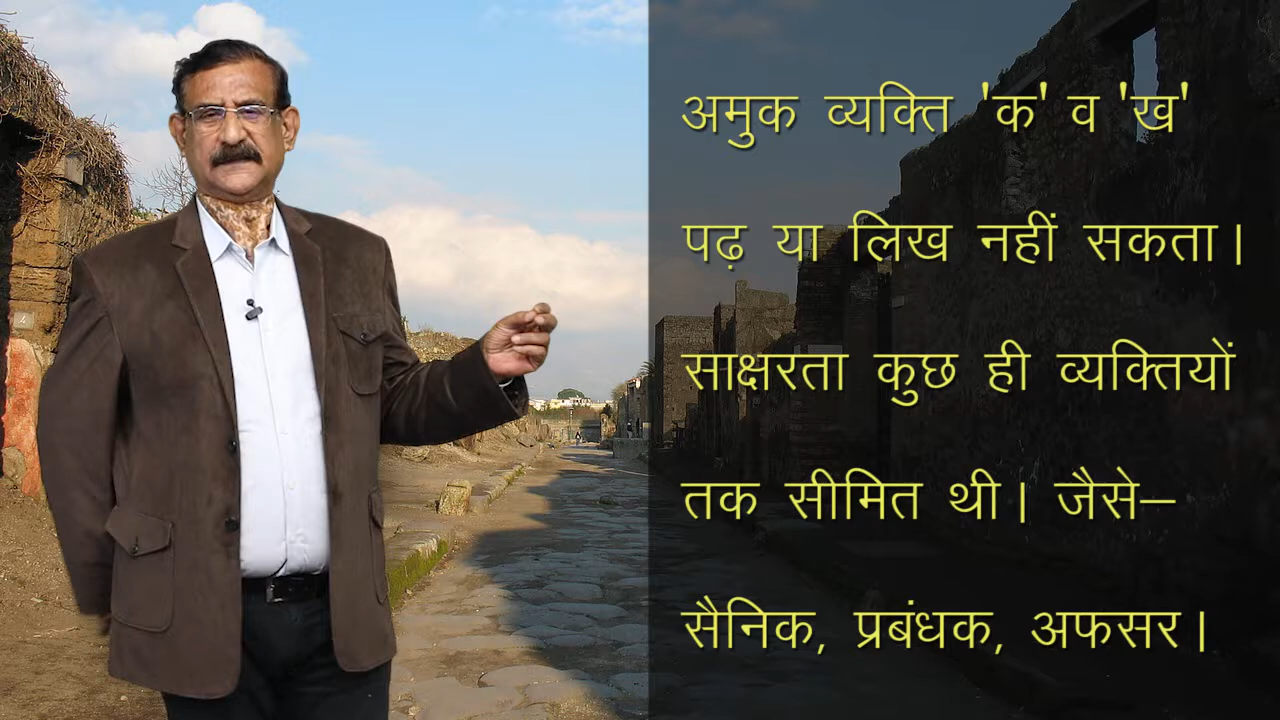 अमुक व्यक्ति 'क' व 'ख'
पढ़ या लिख नहीं सकता।
साक्षरता कुछ ही व्यक्तियों
तक सीमित थी। जैसे–
सैनिक, प्रबंधक, अफसर।